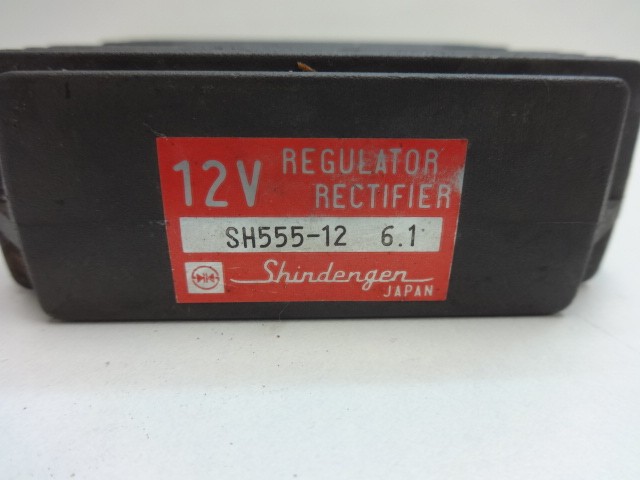 12V REGULATOR
RECTIFIER
SH555-12 6.1
Shindengen
JAPAN